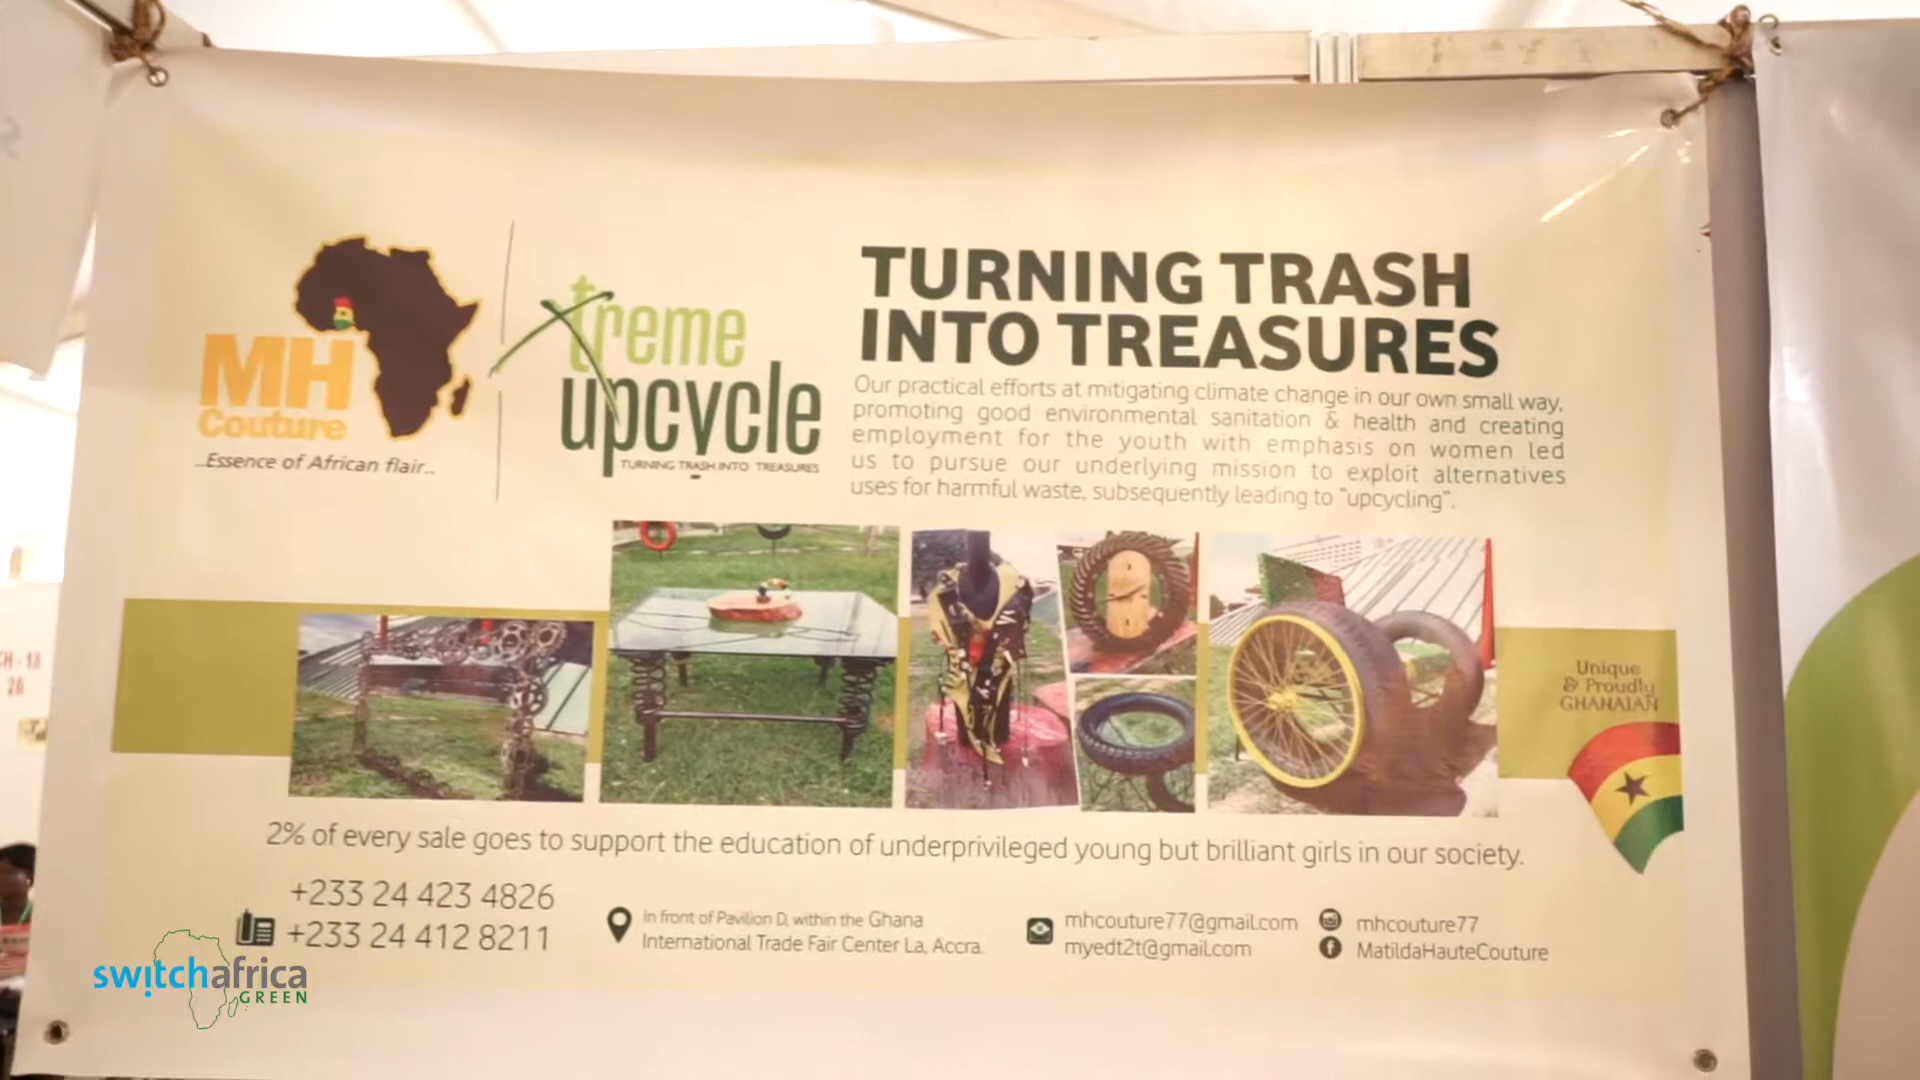 MH
Couture
..Essence of African flair...
xtreme
upcycle
TURNING TRASH INTO TREASURES
TURNING TRASH
INTO TREASURES
Our practical efforts at mitigating climate change in our own small way,
promoting good environmental sanitation & health and creating
employment for the youth with emphasis on women led
us to pursue our underlying mission to exploit alternatives
uses for harmful waste, subsequently leading to "upcycling".
Unique
& Proudly
GHANAIAN
2% of every sale goes to support the education of underprivileged young but brilliant girls in our society.
+233 24 423 4826
+233 24 412 8211
In front of Pavilion D, within the Ghana
International Trade Fair Center La, Accra.
mhcouture77@gmail.com
myedt2t@gmail.com
mhcouture77
MatildaHauteCouture
switchafrica
GREEN